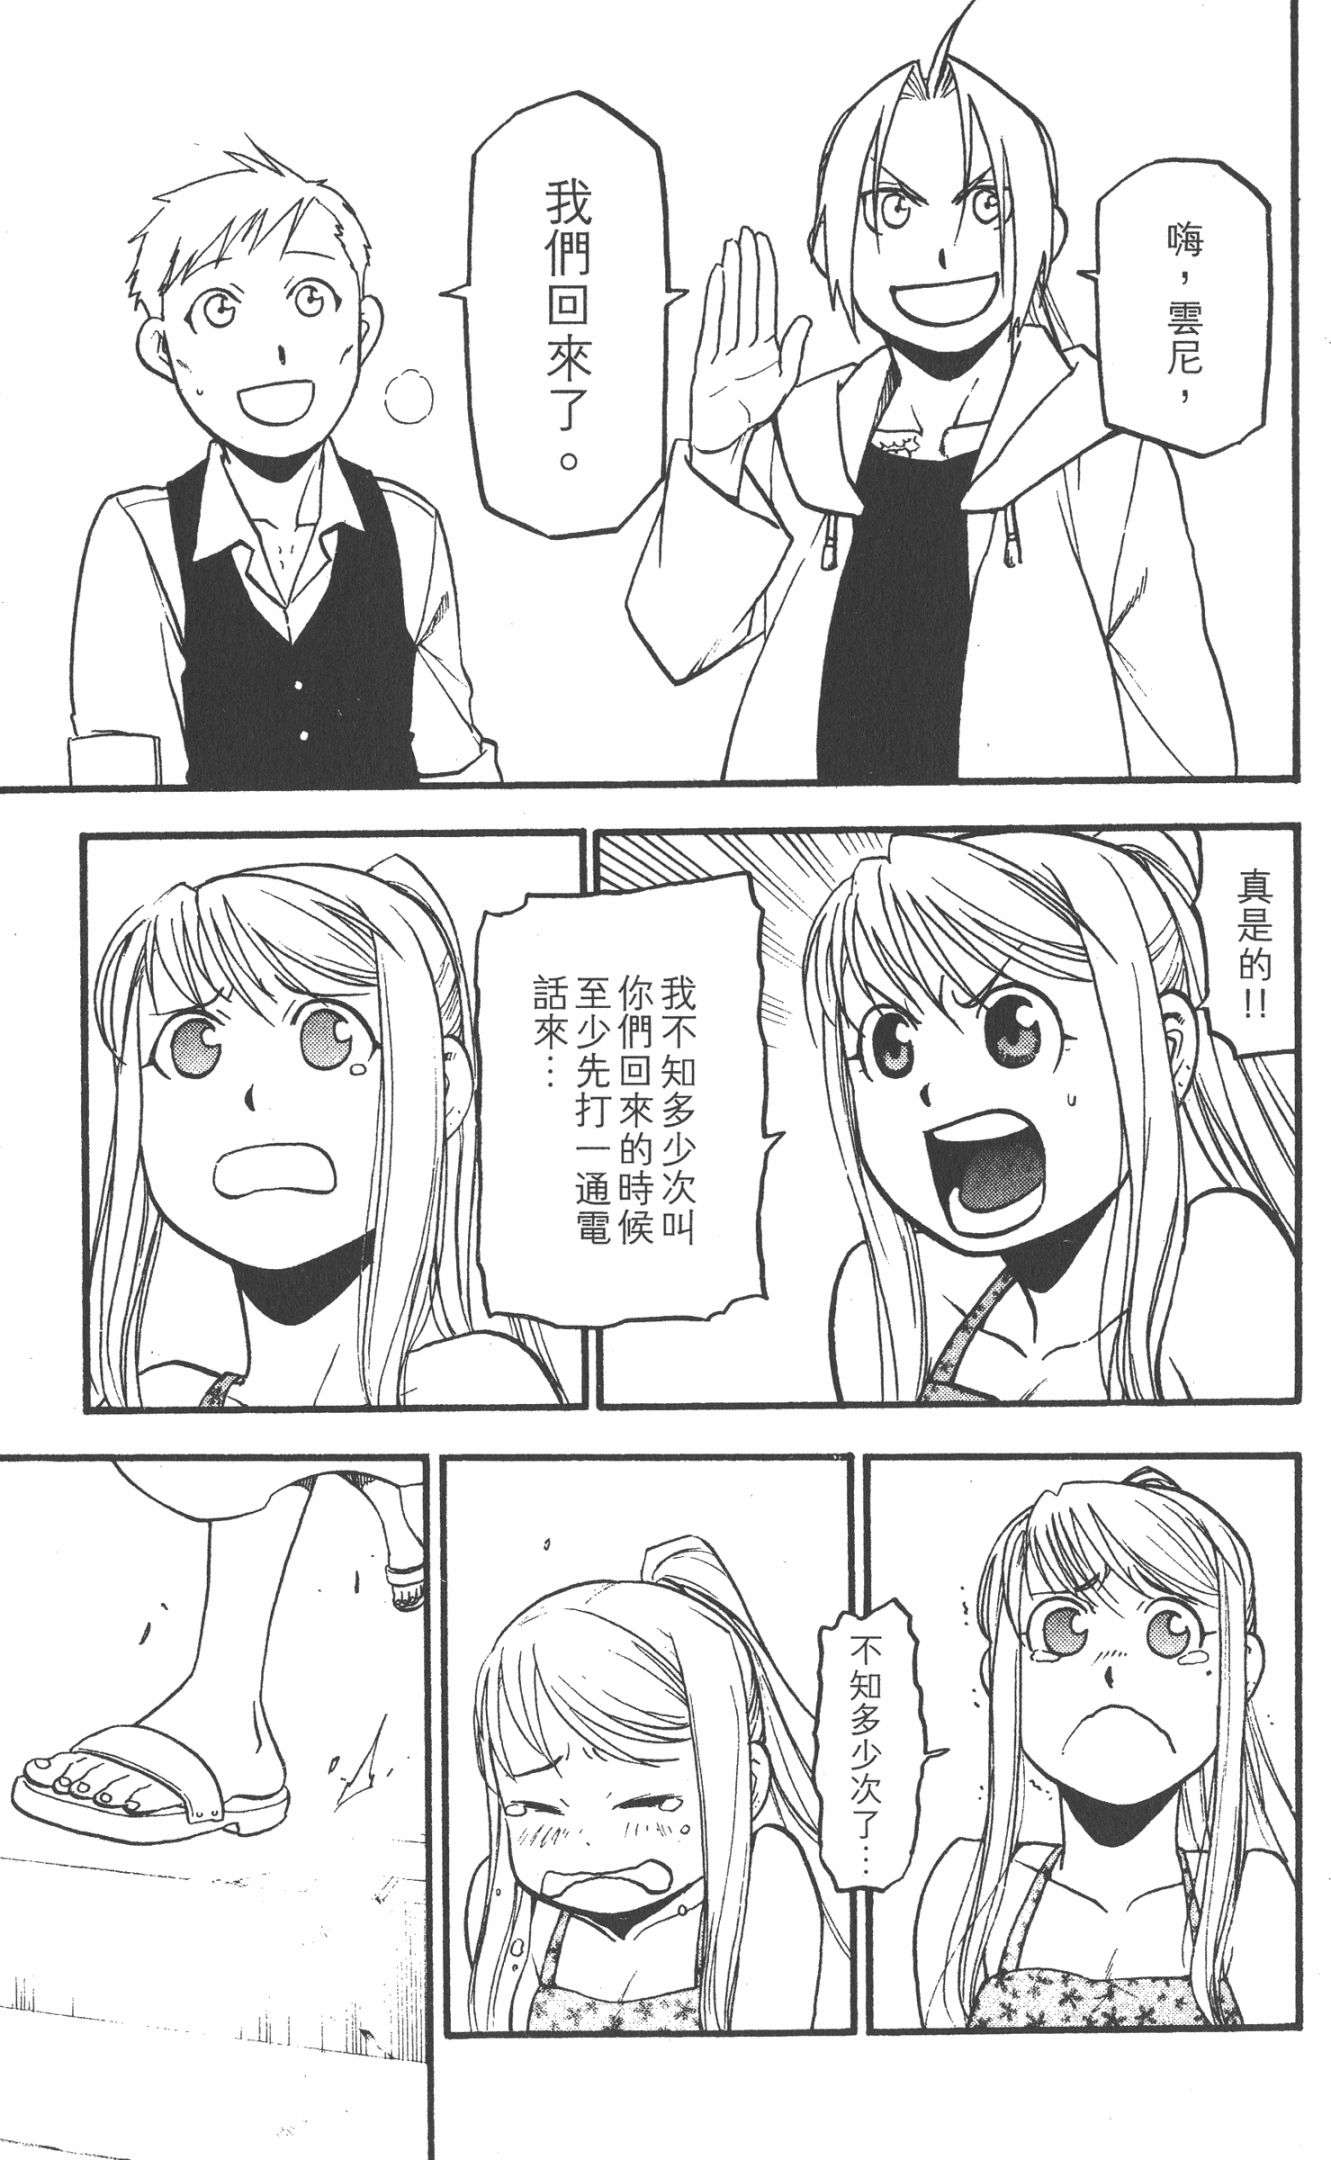 嗨，雲尼，
我們回來了。
真是的!!
我不知多少次叫
你們回來的時候
至少先打一通電
話來…
不知多少次了…